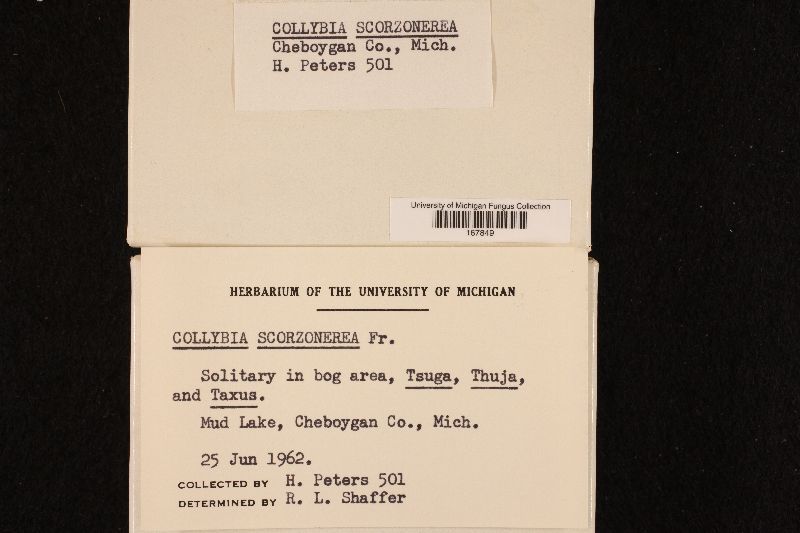 COLLYBIA SCORZONEREA
Cheboygan Co., Mich.
H. Peters 501
University of Michigan Fungus Collection
167849
HERBARIUM OF THE UNIVERSITY OF MICHIGAN
COLLYBIA SCORZONEREA Fr.
Solitary in bog area, Tsuga, Thuja,
and Taxus.
Mud Lake, Cheboygan Co., Mich.
25 Jun 1962.
COLLECTED BY H. Peters 501
DETERMINED BY R. L. Shaffer